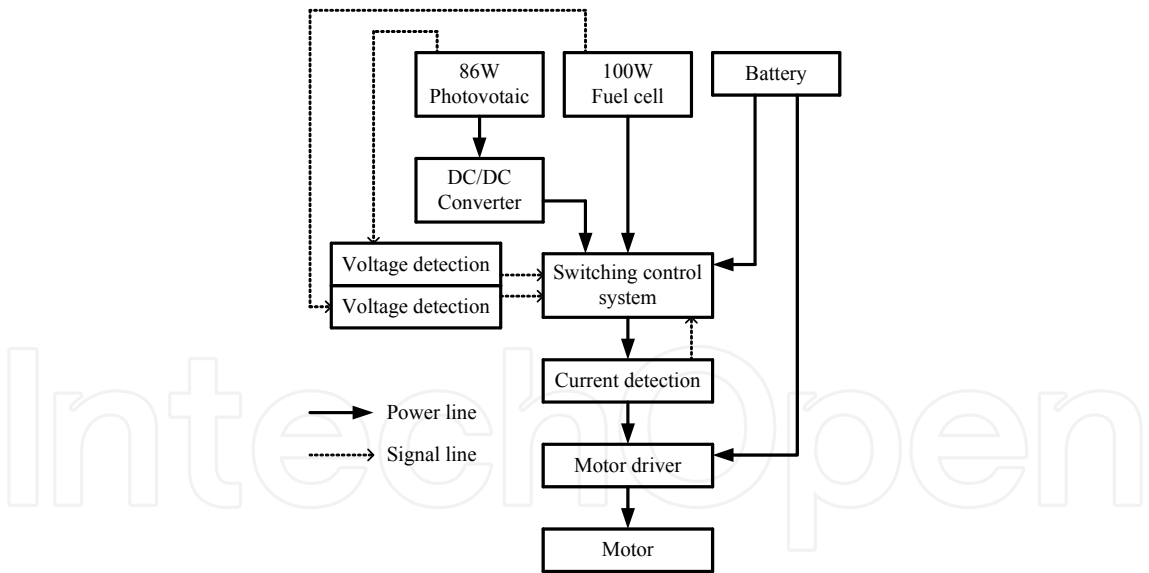 86W
Photovotaic
100W
Fuel cell
Battery
DC/DC
Converter
Voltage detection
Voltage detection
Switching control
system
Current detection
Power line
Signal line
Motor driver
Motor
IntechOpen